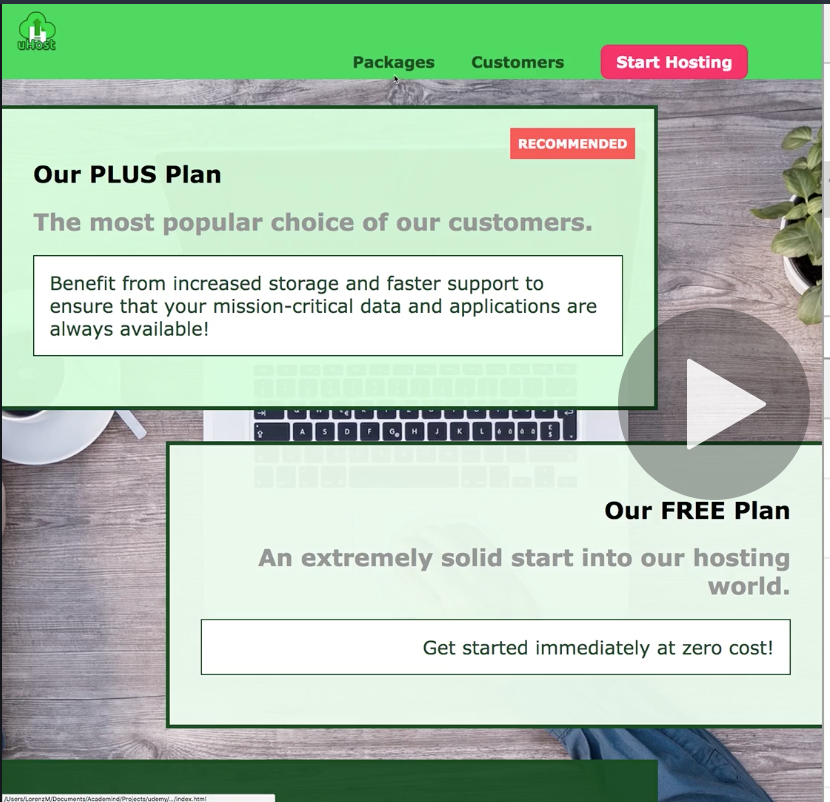 uHost
Packages Customers Start Hosting
RECOMMENDED
Our PLUS Plan
The most popular choice of our customers.
Benefit from increased storage and faster support to
ensure that your mission-critical data and applications are
always available!
A S D F G H J K L
Our FREE Plan
An extremely solid start into our hosting
world.
Get started immediately at zero cost!
/Users/LorenzM/Documents/Academind/Projects/udemy/.../index.html